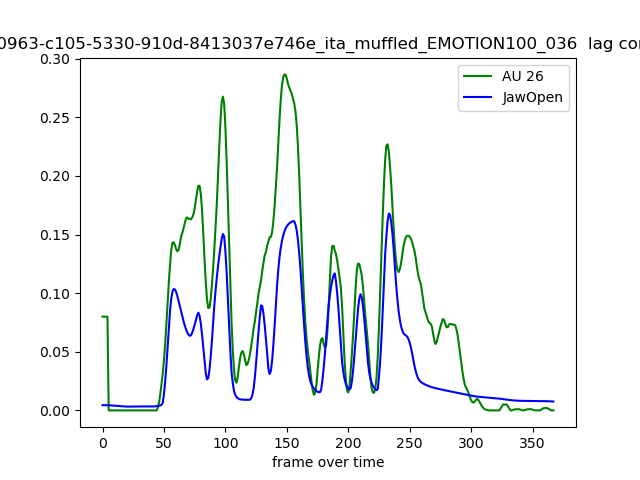 0963-c105-5330-910d-8413037e746e_ita_muffled_EMOTION100_036 lag
0.30
AU 26
JawOpen
0.25
0.20
0.15
0.10
0.05
0.00
0 50 100 150 200 250 300 350
frame over time